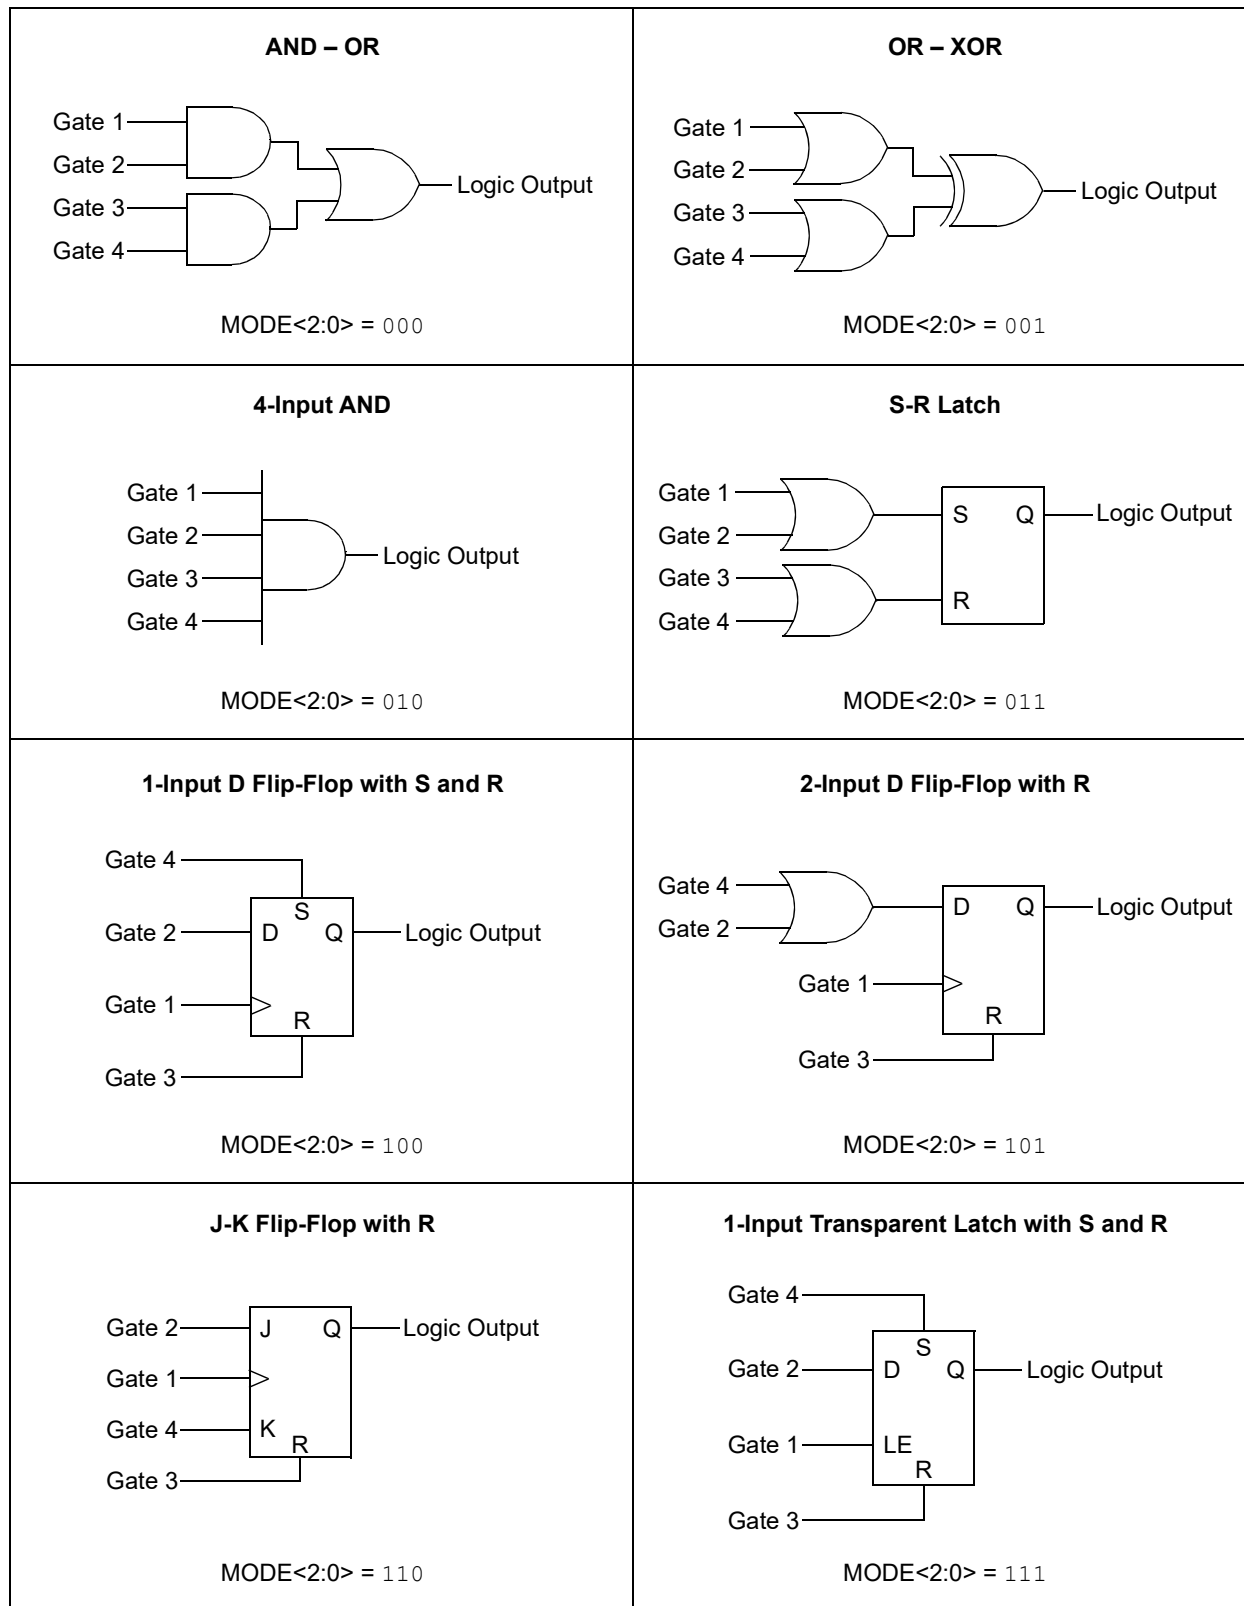 AND – OR
Gate 1
Gate 2
Gate 3
Gate 4
Logic Output
MODE<2:0> = 000
OR – XOR
Gate 1
Gate 2
Gate 3
Gate 4
Logic Output
MODE<2:0> = 001
4-Input AND
Gate 1
Gate 2
Gate 3
Gate 4
Logic Output
MODE<2:0> = 010
S-R Latch
Gate 1
Gate 2
Gate 3
Gate 4
S Q
R
Logic Output
MODE<2:0> = 011
1-Input D Flip-Flop with S and R
Gate 4
S
Gate 2
D Q
Logic Output
Gate 1
R
Gate 3
MODE<2:0> = 100
2-Input D Flip-Flop with R
Gate 4
Gate 2
D Q
Logic Output
Gate 1
R
Gate 3
MODE<2:0> = 101
J-K Flip-Flop with R
Gate 2
J Q
Logic Output
Gate 1
Gate 4
K
R
Gate 3
MODE<2:0> = 110
1-Input Transparent Latch with S and R
Gate 4
S
Gate 2
D Q
Logic Output
Gate 1
LE
R
Gate 3
MODE<2:0> = 111